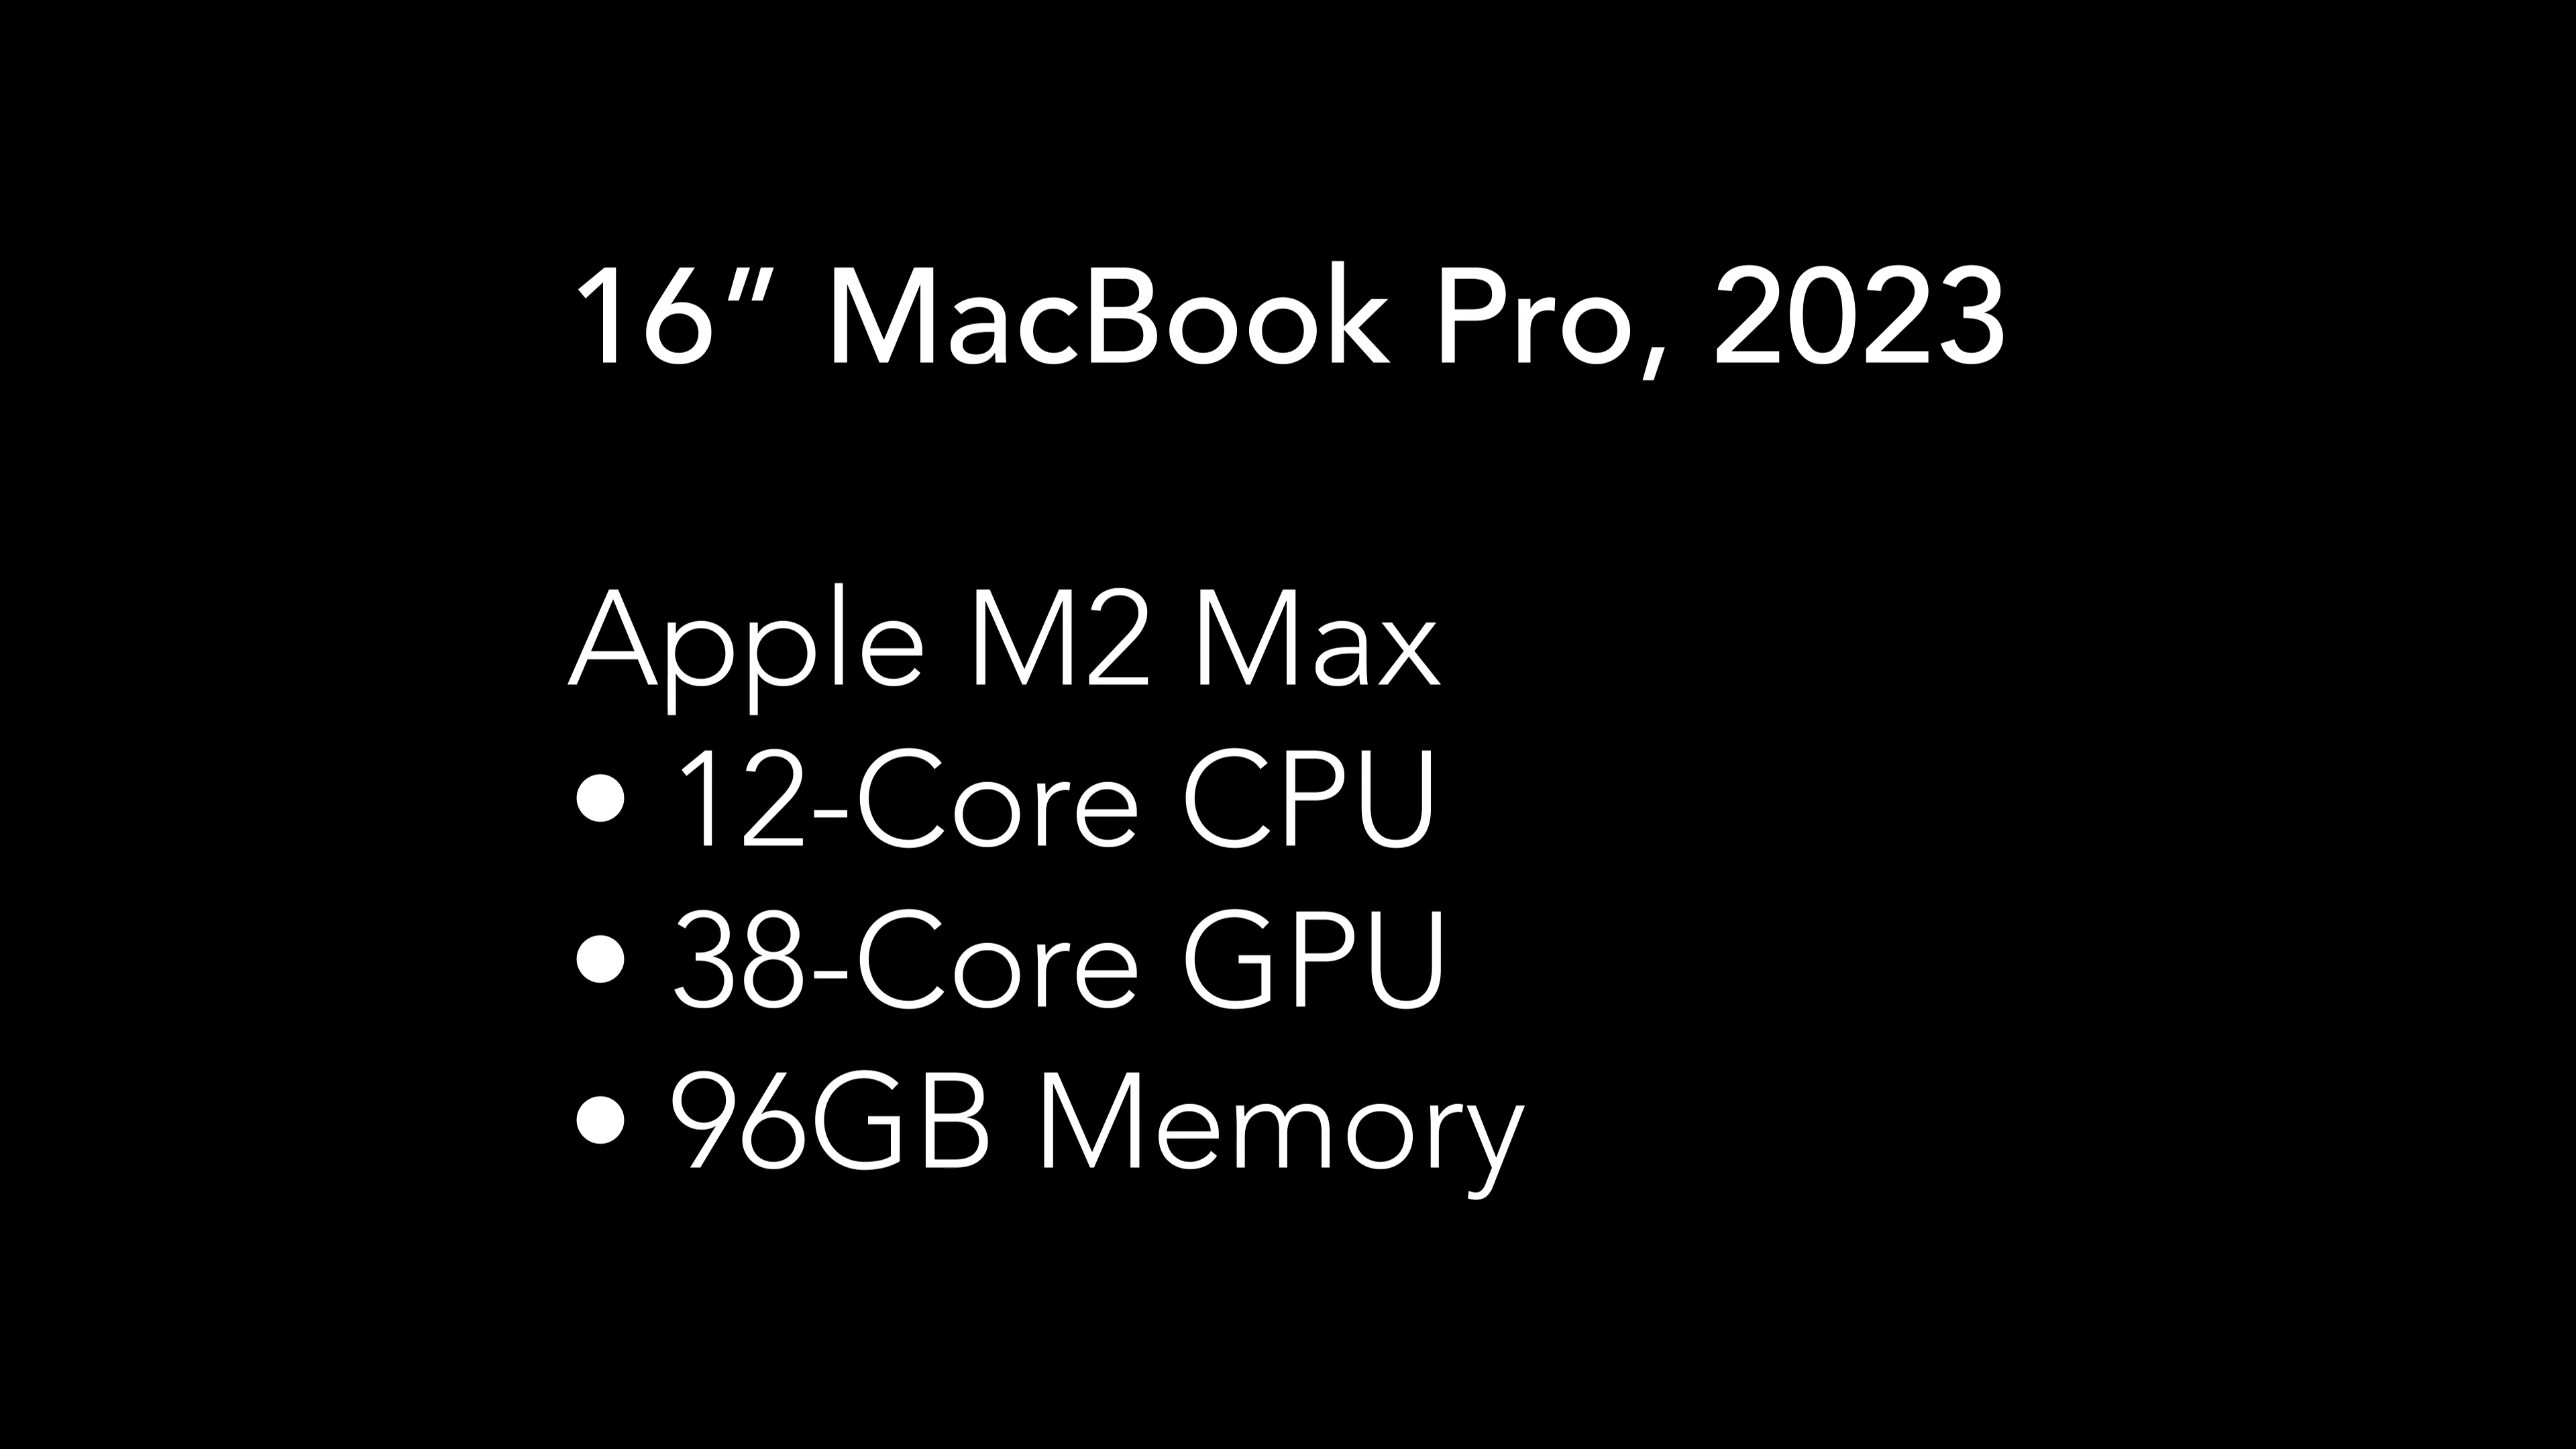 16” MacBook Pro, 2023
Apple M2 Max
• 12-Core CPU
• 38-Core GPU
• 96GB Memory